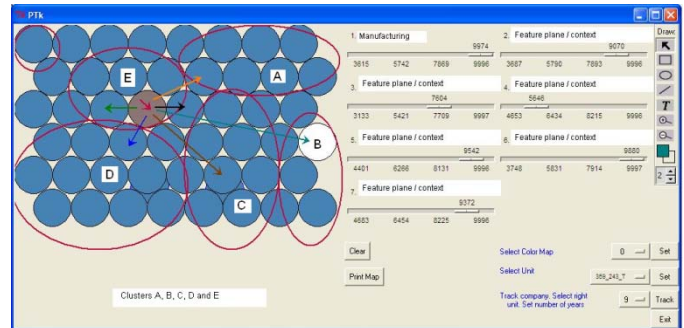 PTk
E
A
B
D
C
Clusters A, B, C, D and E
1. Manufacturing
9974
3615 5742 7869 9996
2. Feature plane / context
9070
3687 5790 7893 9996
3. Feature plane / context
7604
3133 5421 7709 9997
4. Feature plane / context
5646
4653 6434 8215 9996
5. Feature plane / context
9542
4401 6266 8131 9996
6. Feature plane / context
9880
3748 5831 7914 9997
7. Feature plane / context
9372
4683 6454 8225 9996
Clear
Print Map
Select Color Map 0 Set
Select Unit 369_243_T Set
Track company. Select right
unit. Set number of years 9 Track
Exit
Draw:
T
2